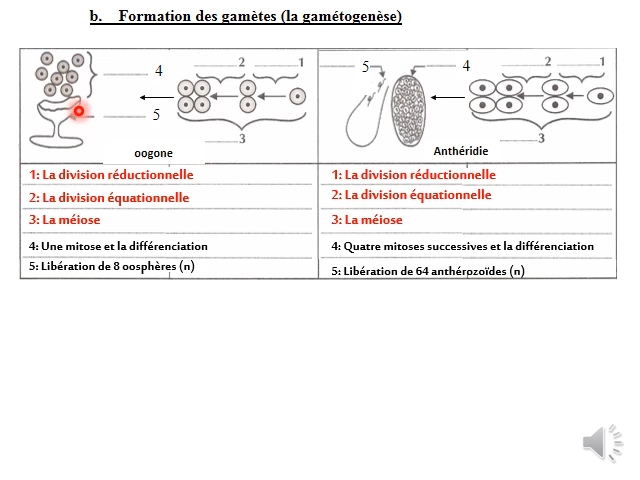 b. Formation des gamètes (la gamétogenèse)
4
2
1
5
3
oogone
5
4
2
1
3
Anthéridie
1: La division réductionnelle
2: La division équationnelle
3: La méiose
4: Une mitose et la différenciation
5: Libération de 8 oosphères (n)
1: La division réductionnelle
2: La division équationnelle
3: La méiose
4: Quatre mitoses successives et la différenciation
5: Libération de 64 anthérozoïdes (n)